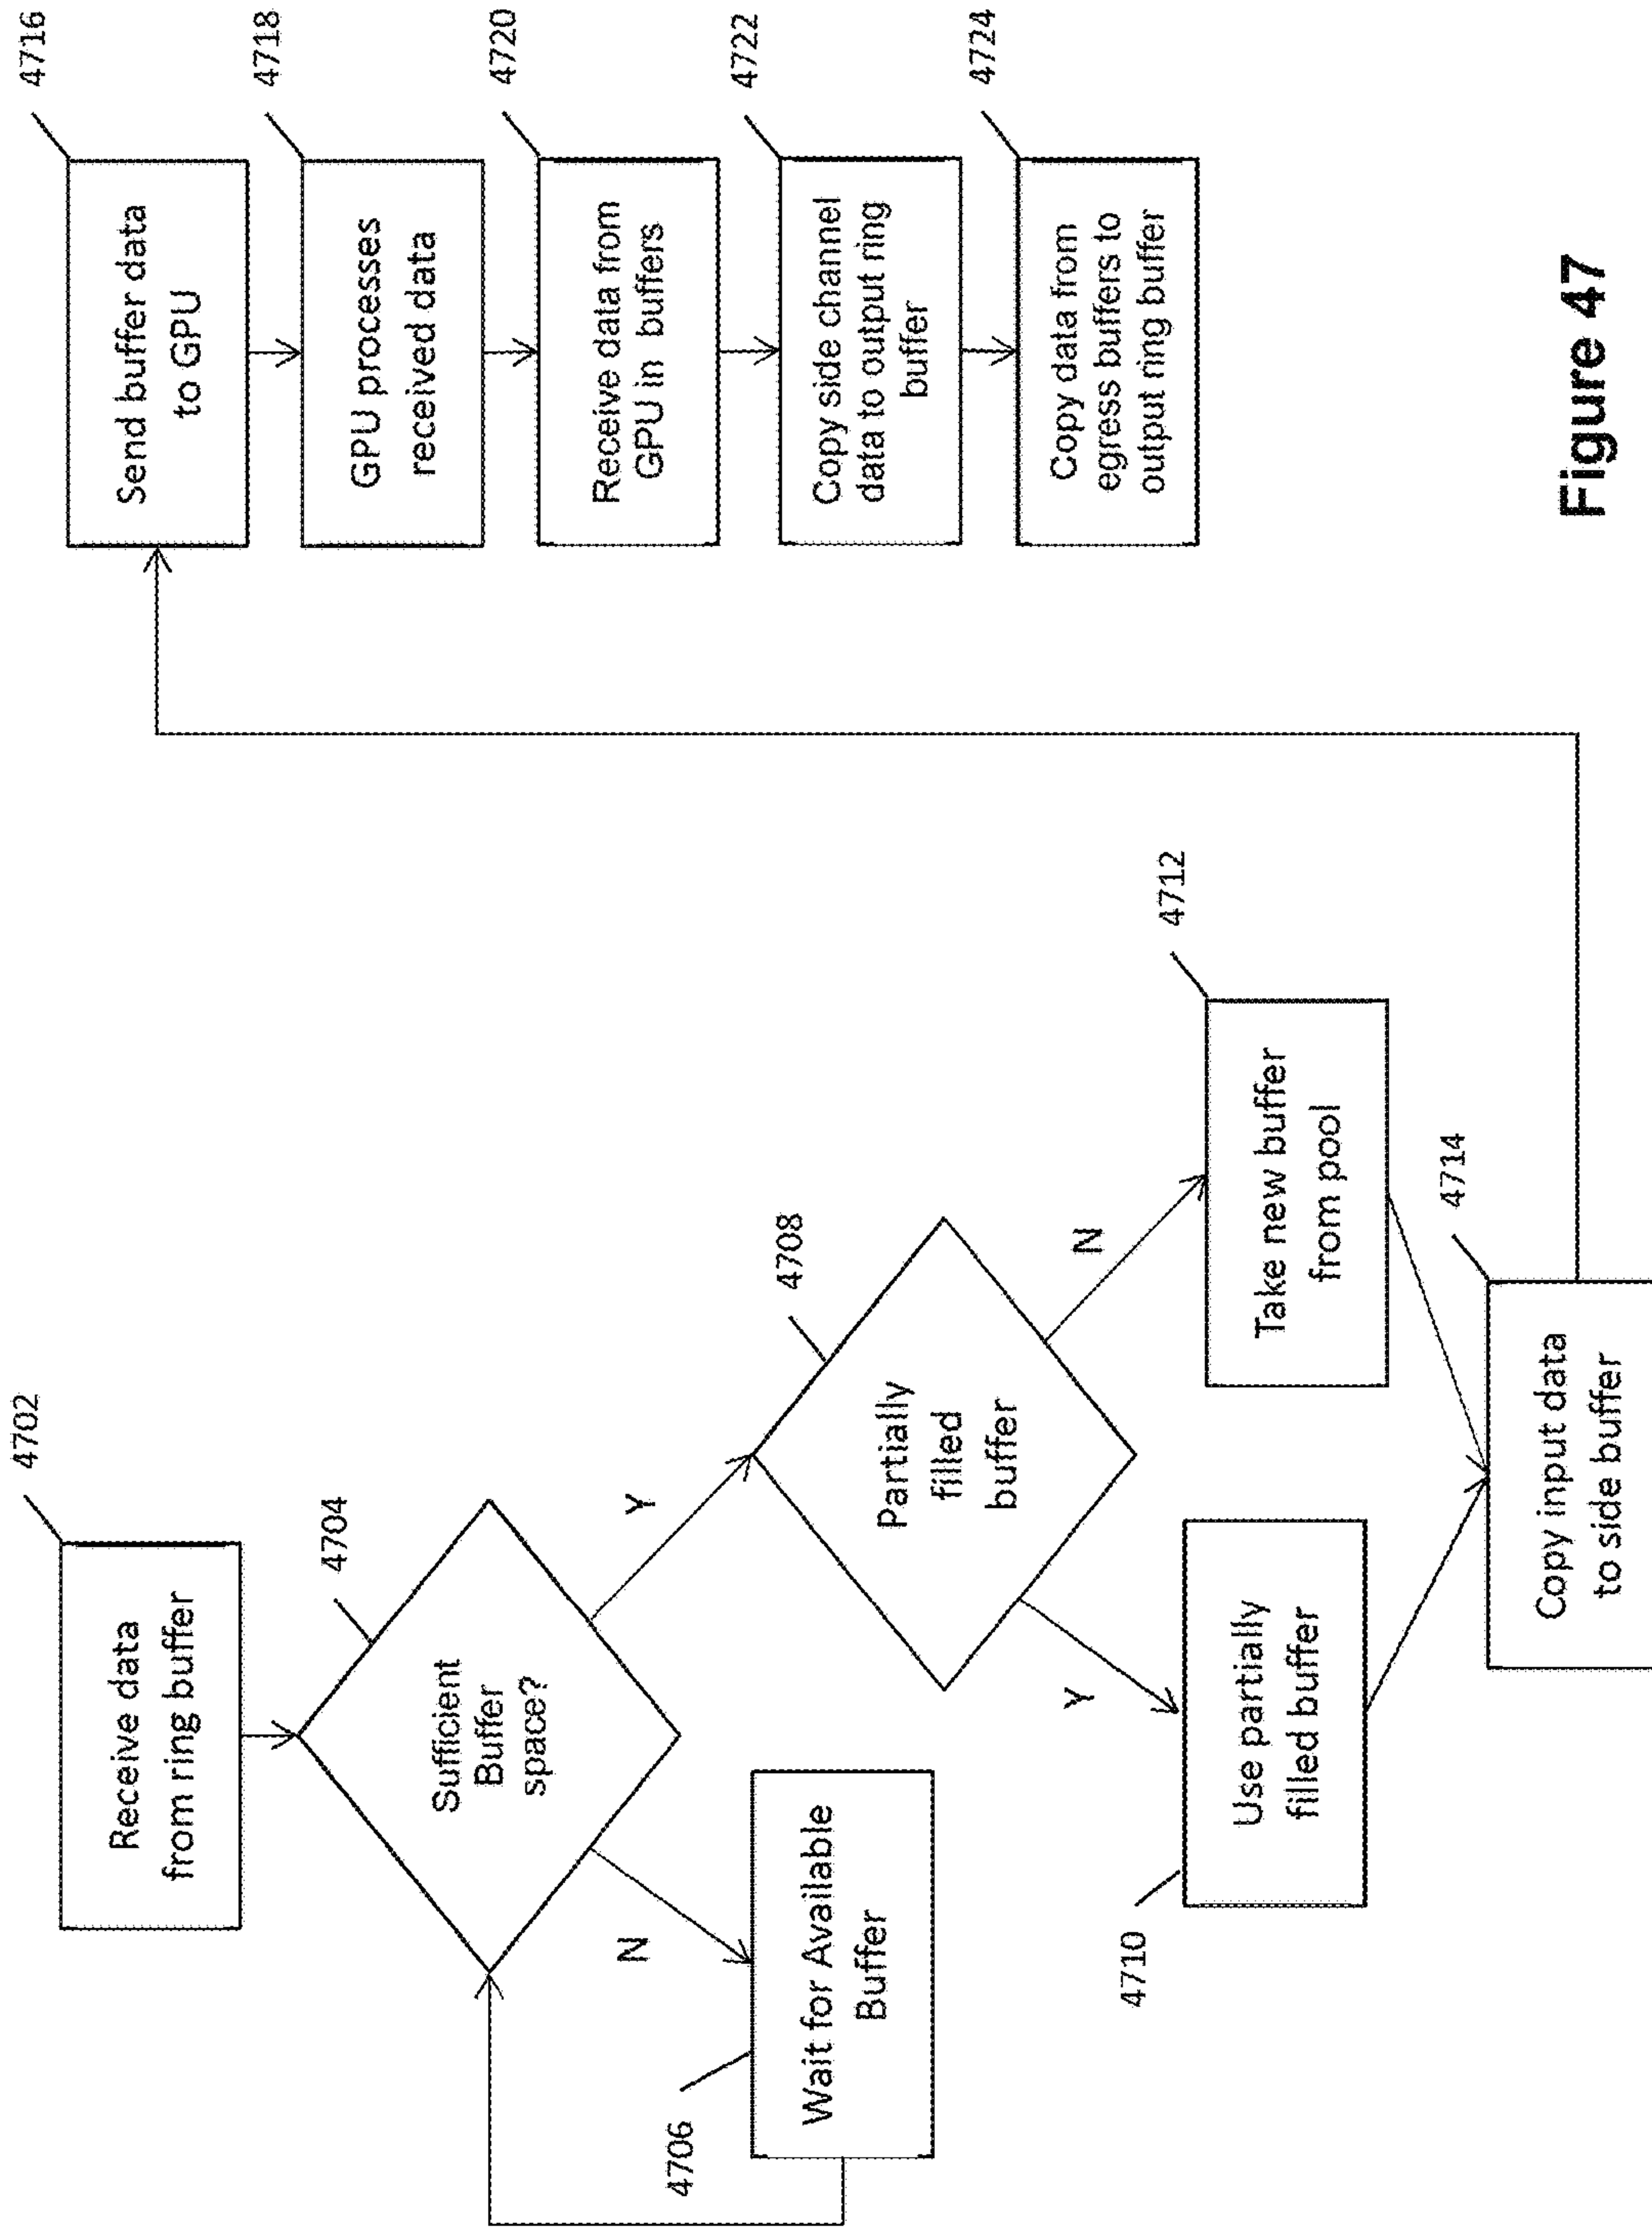 4702
Receive data
from ring buffer
4704
Sufficient
Buffer
space?
N
Y
4706
Wait for Available
Buffer
4708
Partially
filled
buffer
Y
N
4710
Use partially
filled buffer
4712
Take new buffer
from pool
4714
Copy input data
to side buffer
4716
Send buffer data
to GPU
4718
GPU processes
received data
4720
Receive data from
GPU in buffers
4722
Copy side channel
data to output ring
buffer
4724
Copy data from
egress buffers to
output ring buffer
Figure 47